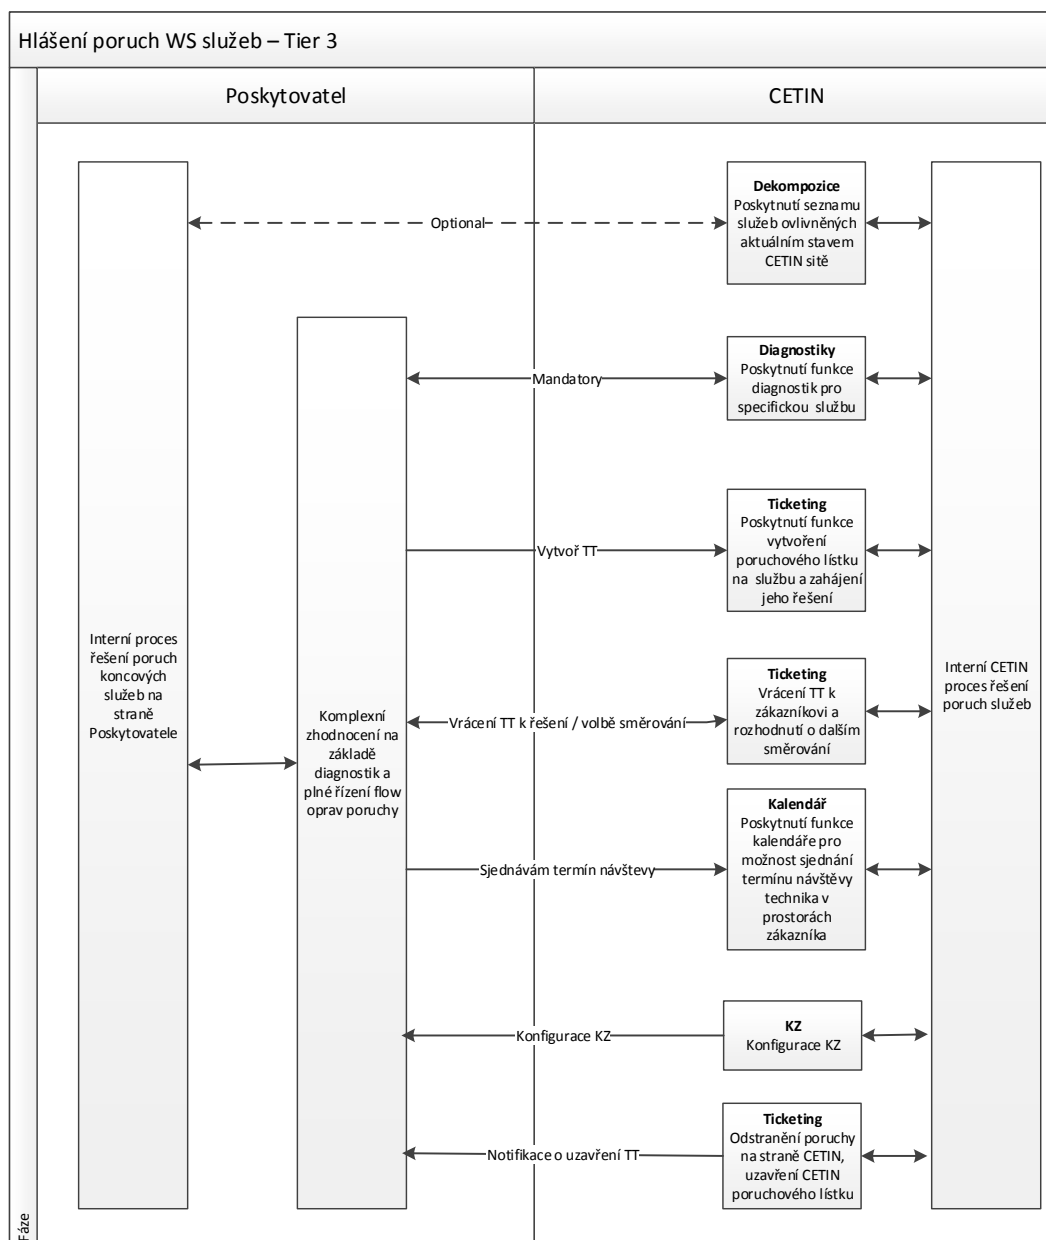 Hlášení poruch WS služeb – Tier 3
Poskytovatel
CETIN
Dekompozice
Poskytnutí seznamu
služeb ovlivněných
aktuálním stavem
CETIN sitě
Optional
Diagnostiky
Poskytnutí funkce
diagnostik pro
specifickou službu
Mandatory
Ticketing
Poskytnutí funkce
vytvoření
poruchového lístku
na službu a zahájení
jeho řešení
Vytvoř TT
Interní proces
řešení poruch
koncových
služeb na
straně
Poskytovatele
Komplexní
zhodnocení na
základě
diagnostik a
plné řízení flow
oprav poruchy
Vrácení TT k řešení / volbě směrování
Ticketing
Vrácení TT k
zákazníkovi a
rozhodnutí o dalším
směrování
Interní CETIN
proces řešení
poruch služeb
Sjednávám termín návštevy
Kalendář
Poskytnutí funkce
kalendáře pro
možnost sjednání
termínu návštěvy
technika v
prostorách
zákazníka
Konfigurace KZ
KZ
Konfigurace KZ
Notifikace o uzavření TT
Ticketing
Odstranění poruchy
na straně CETIN,
uzavření CETIN
poruchového lístku
Fáze